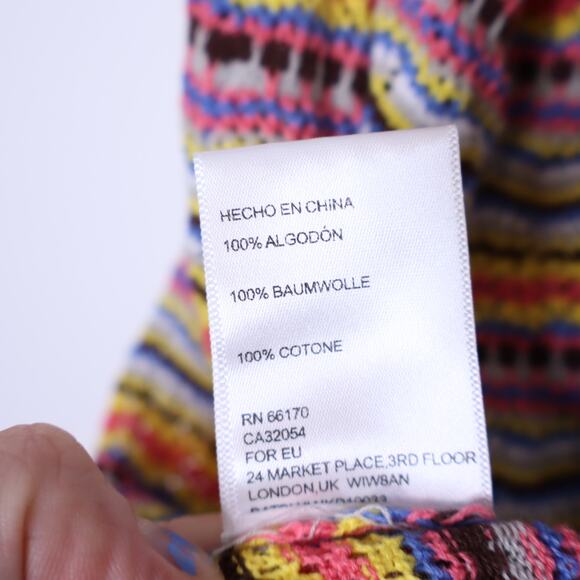 HECHO EN CHINA
100% ALGODÓN
100% BAUMWOLLE
100% COTONE
RN 66170
CA32054
FOR EU
24 MARKET PLACE,3RD FLOOR
LONDON,UK WIW8AN